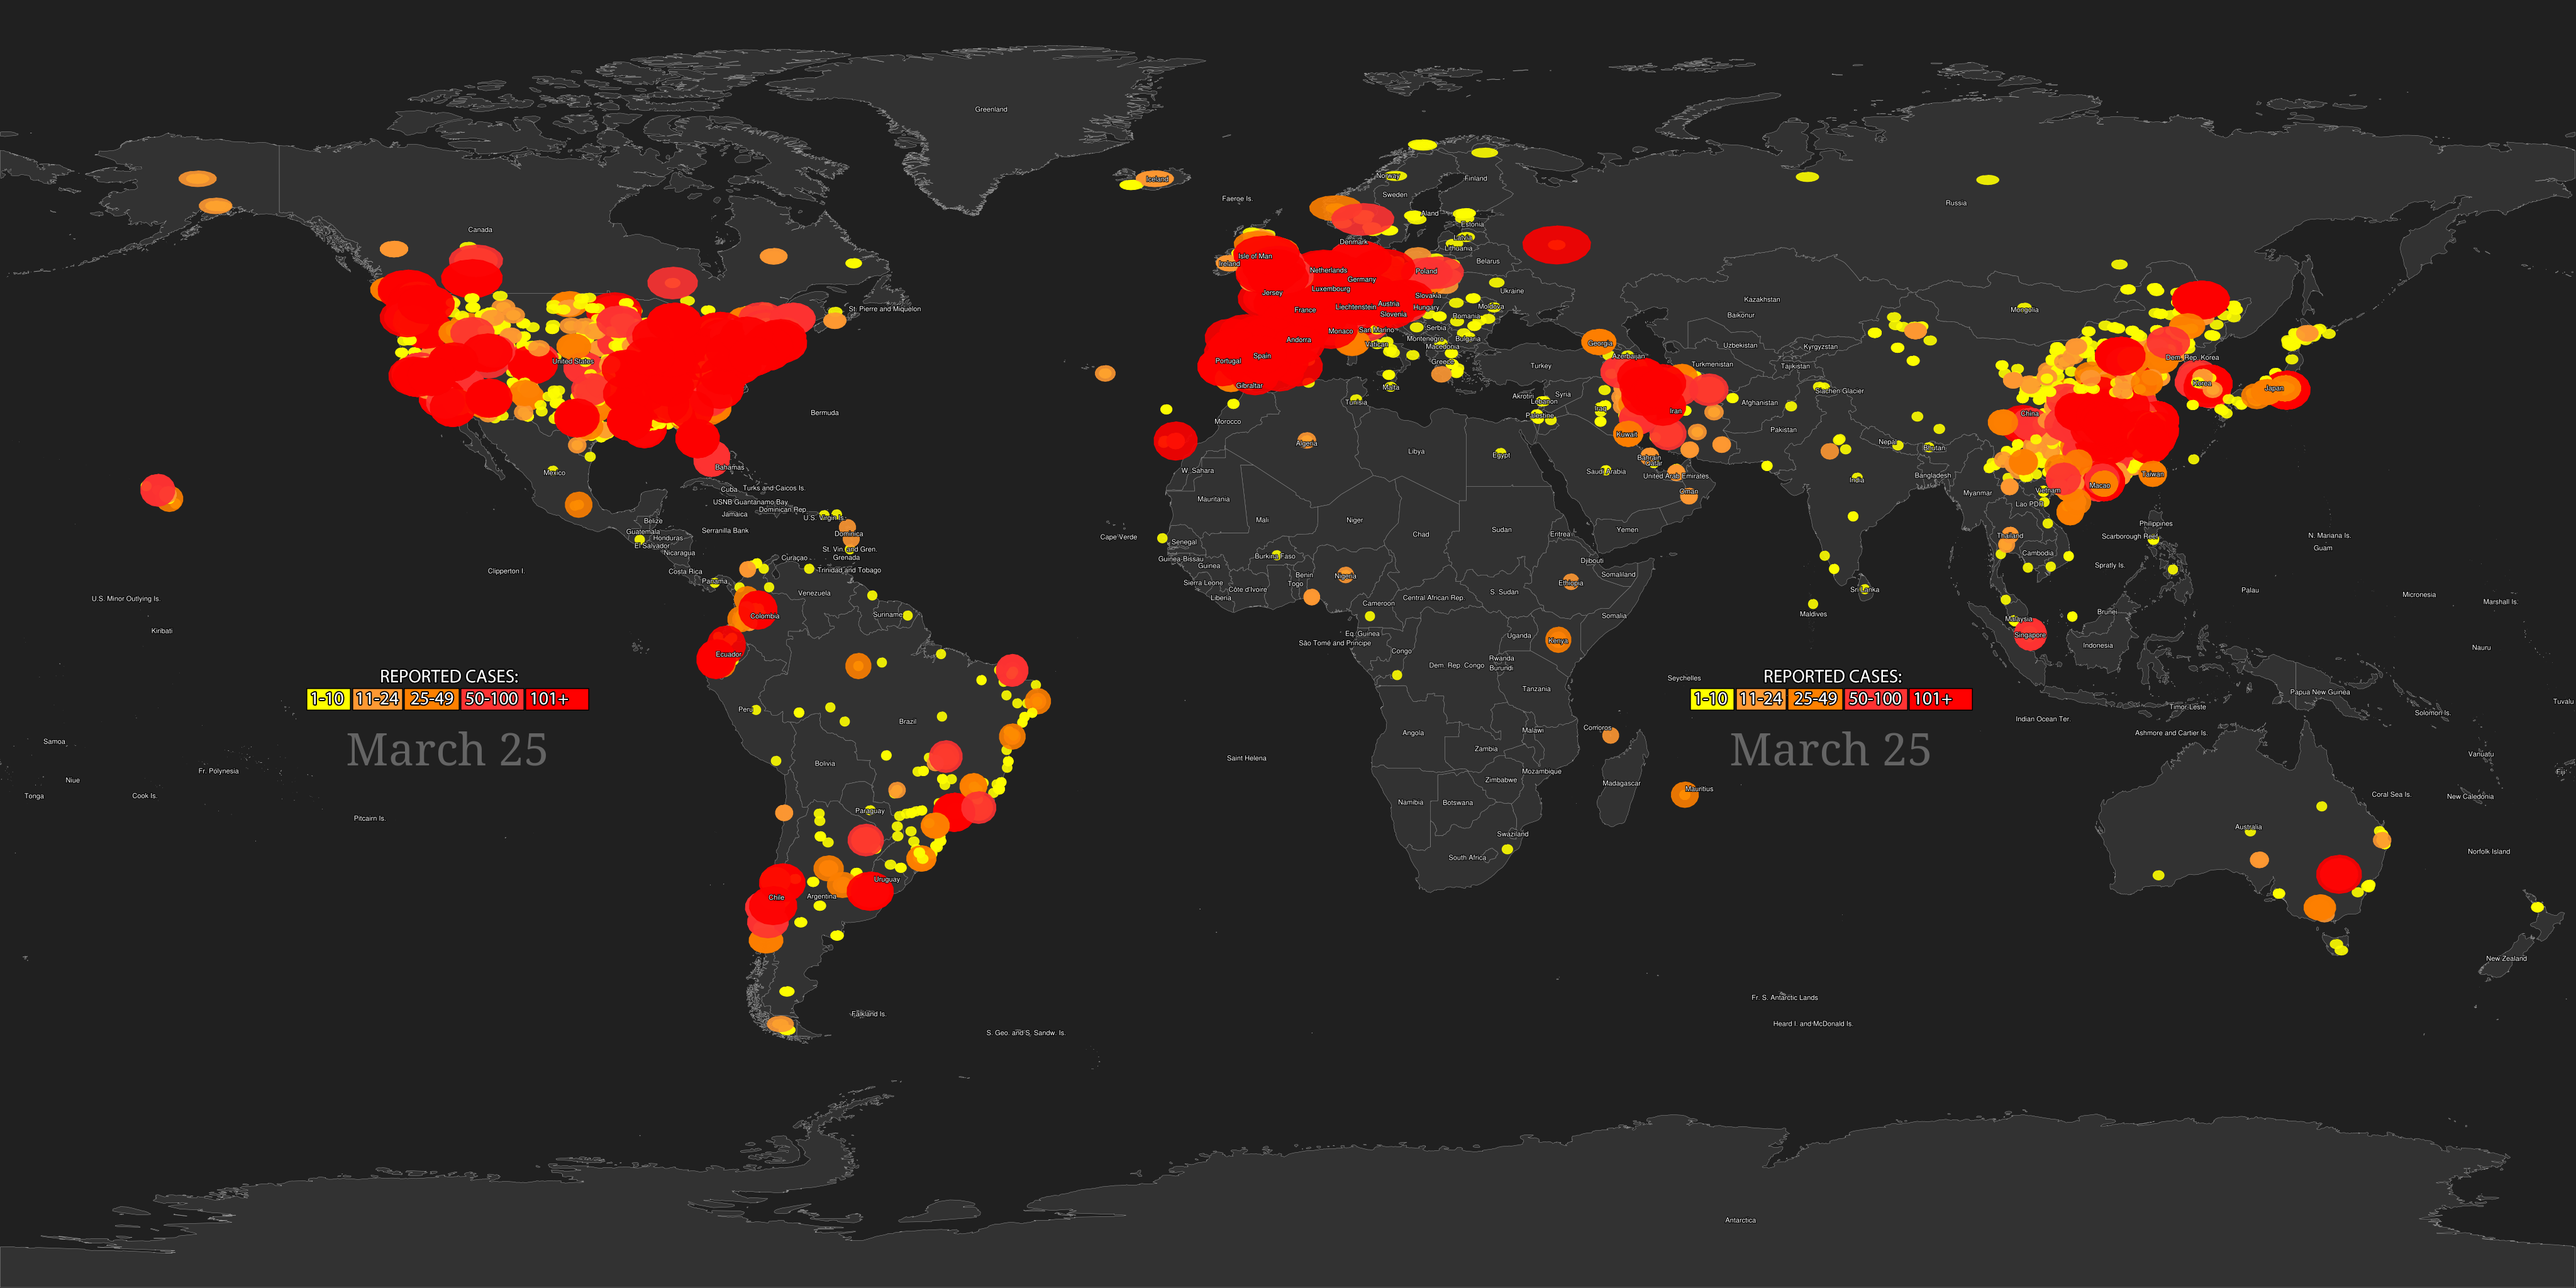 Greenland
Iceland
Norway
Finland
Sweden
Faeroe Is.
Russia
Aland
Estonia
Canada
Latvia
Lithuania
Denmark
Isle of Man
Ireland
Belarus
Netherlands
Poland
Germany
Luxembourg
Jersey
Slovakia
Ukraine
Kazakhstan
Austria
Liechtenstein
Hungary
Moldova
St. Pierre and Miquelon
France
Slovenia
Romania
Mongolia
Baikonur
Monaco
San Marino
Serbia
Andorra
Montenegro
Bulgaria
Georgia
Vatican
Macedonia
Uzbekistan
Kyrgyzstan
United States
Portugal
Spain
Azerbaijan
Dem. Rep. Korea
Greece
Turkey
Turkmenistan
Tajikistan
Gibraltar
Malta
Korea
Japan
Siachen Glacier
Akrotiri
Syria
Lebanon
Tunisia
Afghanistan
Bermuda
Palestine
Iraq
Iran
China
Morocco
Pakistan
Kuwait
Algeria
Nepal
Bhutan
Libya
Egypt
Bahrain
Qatar
Bahamas
Mexico
W. Sahara
Saudi Arabia
United Arab Emirates
Bangladesh
Taiwan
India
Macao
Cuba
Turks and Caicos Is.
Oman
Myanmar
Vietnam
Mauritania
USNB Guantanamo Bay
Lao PDR
Dominican Rep.
Jamaica
U.S. Virgin Is.
Belize
Mali
Niger
Philippines
Serranilla Bank
Guatemala
Honduras
Dominica
Chad
Sudan
Eritrea
Yemen
Thailand
Scarborough Reef
N. Mariana Is.
Cape Verde
Senegal
El Salvador
Nicaragua
St. Vin. and Gren.
Guam
Grenada
Burkina Faso
Cambodia
Guinea-Bissau
Curaçao
Djibouti
Guinea
Spratly Is.
Clipperton I.
Costa Rica
Trinidad and Tobago
Benin
Nigeria
Somaliland
Panama
Sierra Leone
Togo
Ethiopia
Côte d'Ivoire
Sri Lanka
Palau
Venezuela
Liberia
Central African Rep.
S. Sudan
Micronesia
U.S. Minor Outlying Is.
Cameroon
Marshall Is.
Maldives
Brunei
Suriname
Colombia
Somalia
Malaysia
Kiribati
Eq. Guinea
Uganda
Kenya
Singapore
São Tomé and Principe
Indonesia
Nauru
Congo
Ecuador
Rwanda
Dem. Rep. Congo
Burundi
REPORTED CASES:
1-10 11-24 25-49 50-100 101+
March 25
Seychelles
REPORTED CASES:
1-10 11-24 25-49 50-100 101+
March 25
Tanzania
Papua New Guinea
Tuvalu
Peru
Timor-Leste
Solomon Is.
Indian Ocean Ter.
Brazil
Comoros
Angola
Malawi
Ashmore and Cartier Is.
Samoa
Zambia
Vanuatu
Saint Helena
Bolivia
Fr. Polynesia
Mozambique
Fiji
Niue
Zimbabwe
Madagascar
Mauritius
Tonga
Cook Is.
Coral Sea Is.
New Caledonia
Namibia
Botswana
Paraguay
Pitcairn Is.
Australia
Swaziland
Norfolk Island
South Africa
Uruguay
Chile
Argentina
New Zealand
Fr. S. Antarctic Lands
Falkland Is.
Heard I. and McDonald Is.
S. Geo. and S. Sandw. Is.
Antarctica